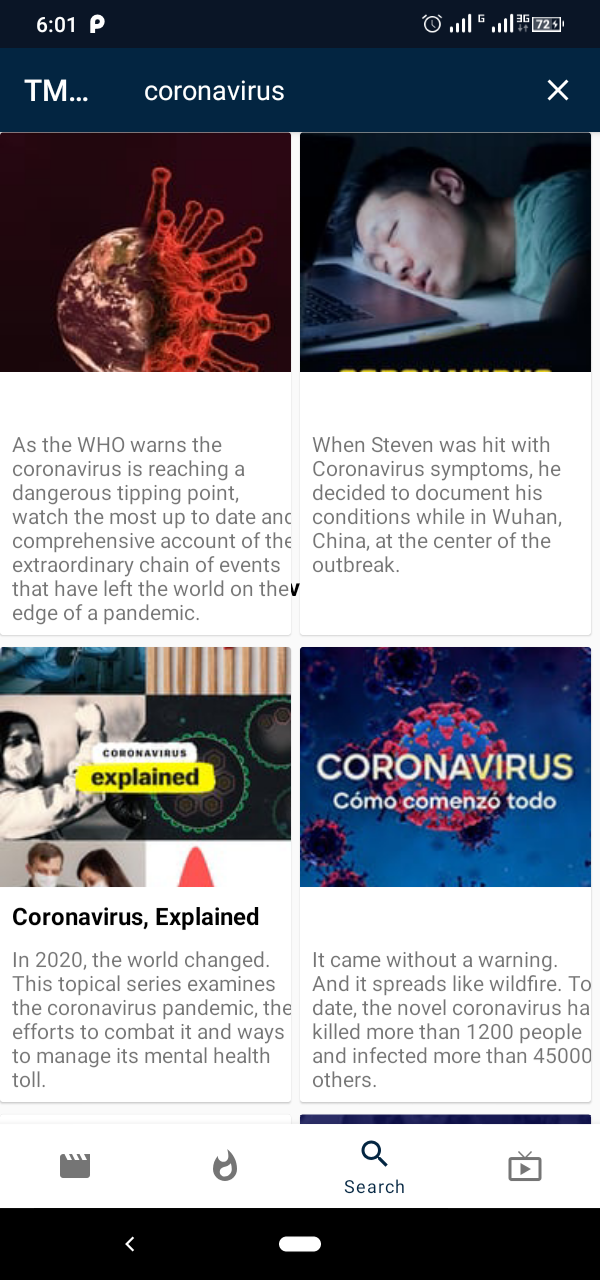 6:01
G
3G
72
TM…
coronavirus
As the WHO warns the
coronavirus is reaching a
dangerous tipping point,
watch the most up to date and
comprehensive account of the
extraordinary chain of events
that have left the world on the
edge of a pandemic.
When Steven was hit with
Coronavirus symptoms, he
decided to document his
conditions while in Wuhan,
China, at the center of the
outbreak.
CORONAVIRUS
explained
CORONAVIRUS
Cómo comenzó todo
Coronavirus, Explained
In 2020, the world changed.
This topical series examines
the coronavirus pandemic, the
efforts to combat it and ways
to manage its mental health
toll.
It came without a warning.
And it spreads like wildfire. To
date, the novel coronavirus ha
killed more than 1200 people
and infected more than 45000
others.
Search